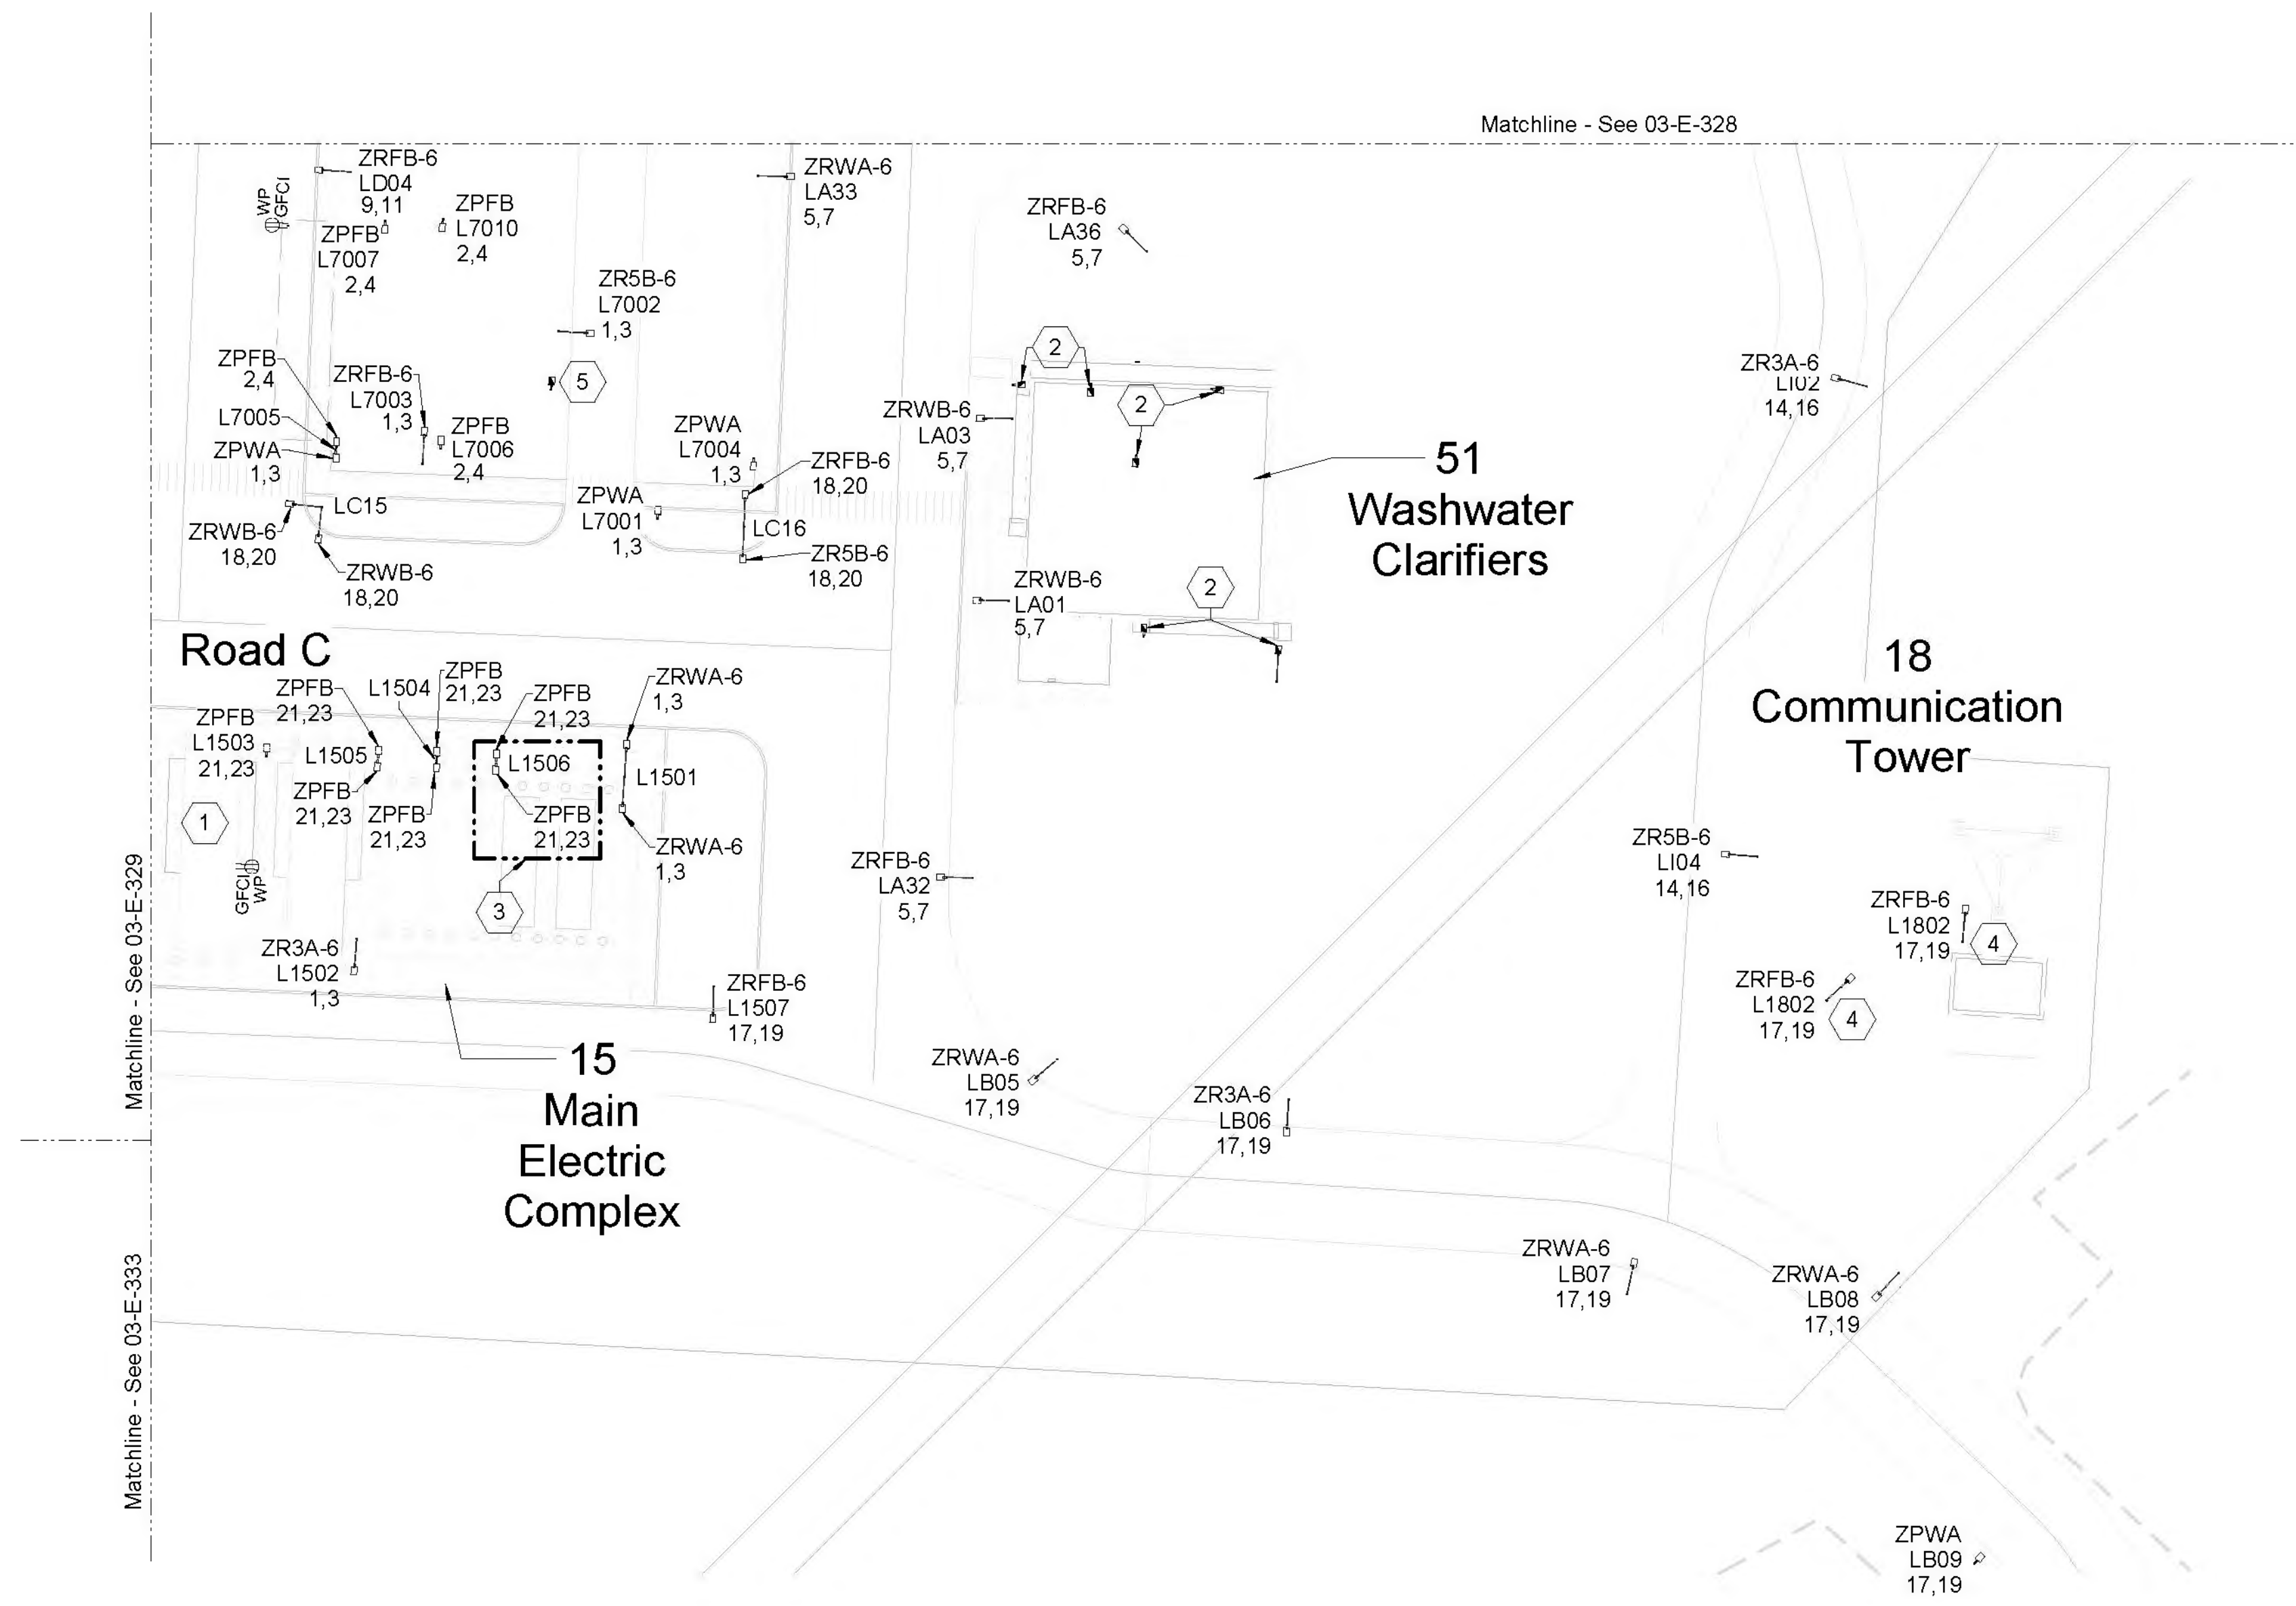 Matchline - See 03-E-328
ZRFB-6
LD04
9,11
WP
GFCI
ZPFB
L7007
2,4
ZPFB
L7010
2,4
ZRWA-6
LA33
5,7
ZRFB-6
LA36
5,7
ZR5B-6
L7002
1,3
5
ZPFB
2,4
L7005
ZPWA
1,3
ZRFB-6
L7003
1,3
ZPFB
L7006
2,4
ZPWA
L7004
1,3
ZRFB-6
18,20
LC16
ZR5B-6
18,20
ZPWA
L7001
1,3
LC15
ZRWB-6
18,20
ZRWB-6
18,20
2
2
2
ZRWB-6
LA03
5,7
ZRWB-6
LA01
5,7
51
Washwater
Clarifiers
ZR3A-6
LI02
14,16
Road C
ZPFB
L1503
21,23
ZPFB
21,23
L1505
ZPFB
21,23
L1504
ZPFB
21,23
ZPFB
21,23
ZPFB
21,23
L1506
ZPFB
21,23
ZRWA-6
1,3
L1501
ZRWA-6
1,3
1
GFCI
WP
3
ZR3A-6
L1502
1,3
ZRFB-6
L1507
17,19
15
Main
Electric
Complex
ZRFB-6
LA32
5,7
18
Communication
Tower
ZR5B-6
LI04
14,16
ZRFB-6
L1802
17,19
4
ZRFB-6
L1802
17,19
4
ZRWA-6
LB05
17,19
ZR3A-6
LB06
17,19
ZRWA-6
LB07
17,19
ZRWA-6
LB08
17,19
ZPWA
LB09
17,19
Matchline - See 03-E-329
Matchline - See 03-E-333